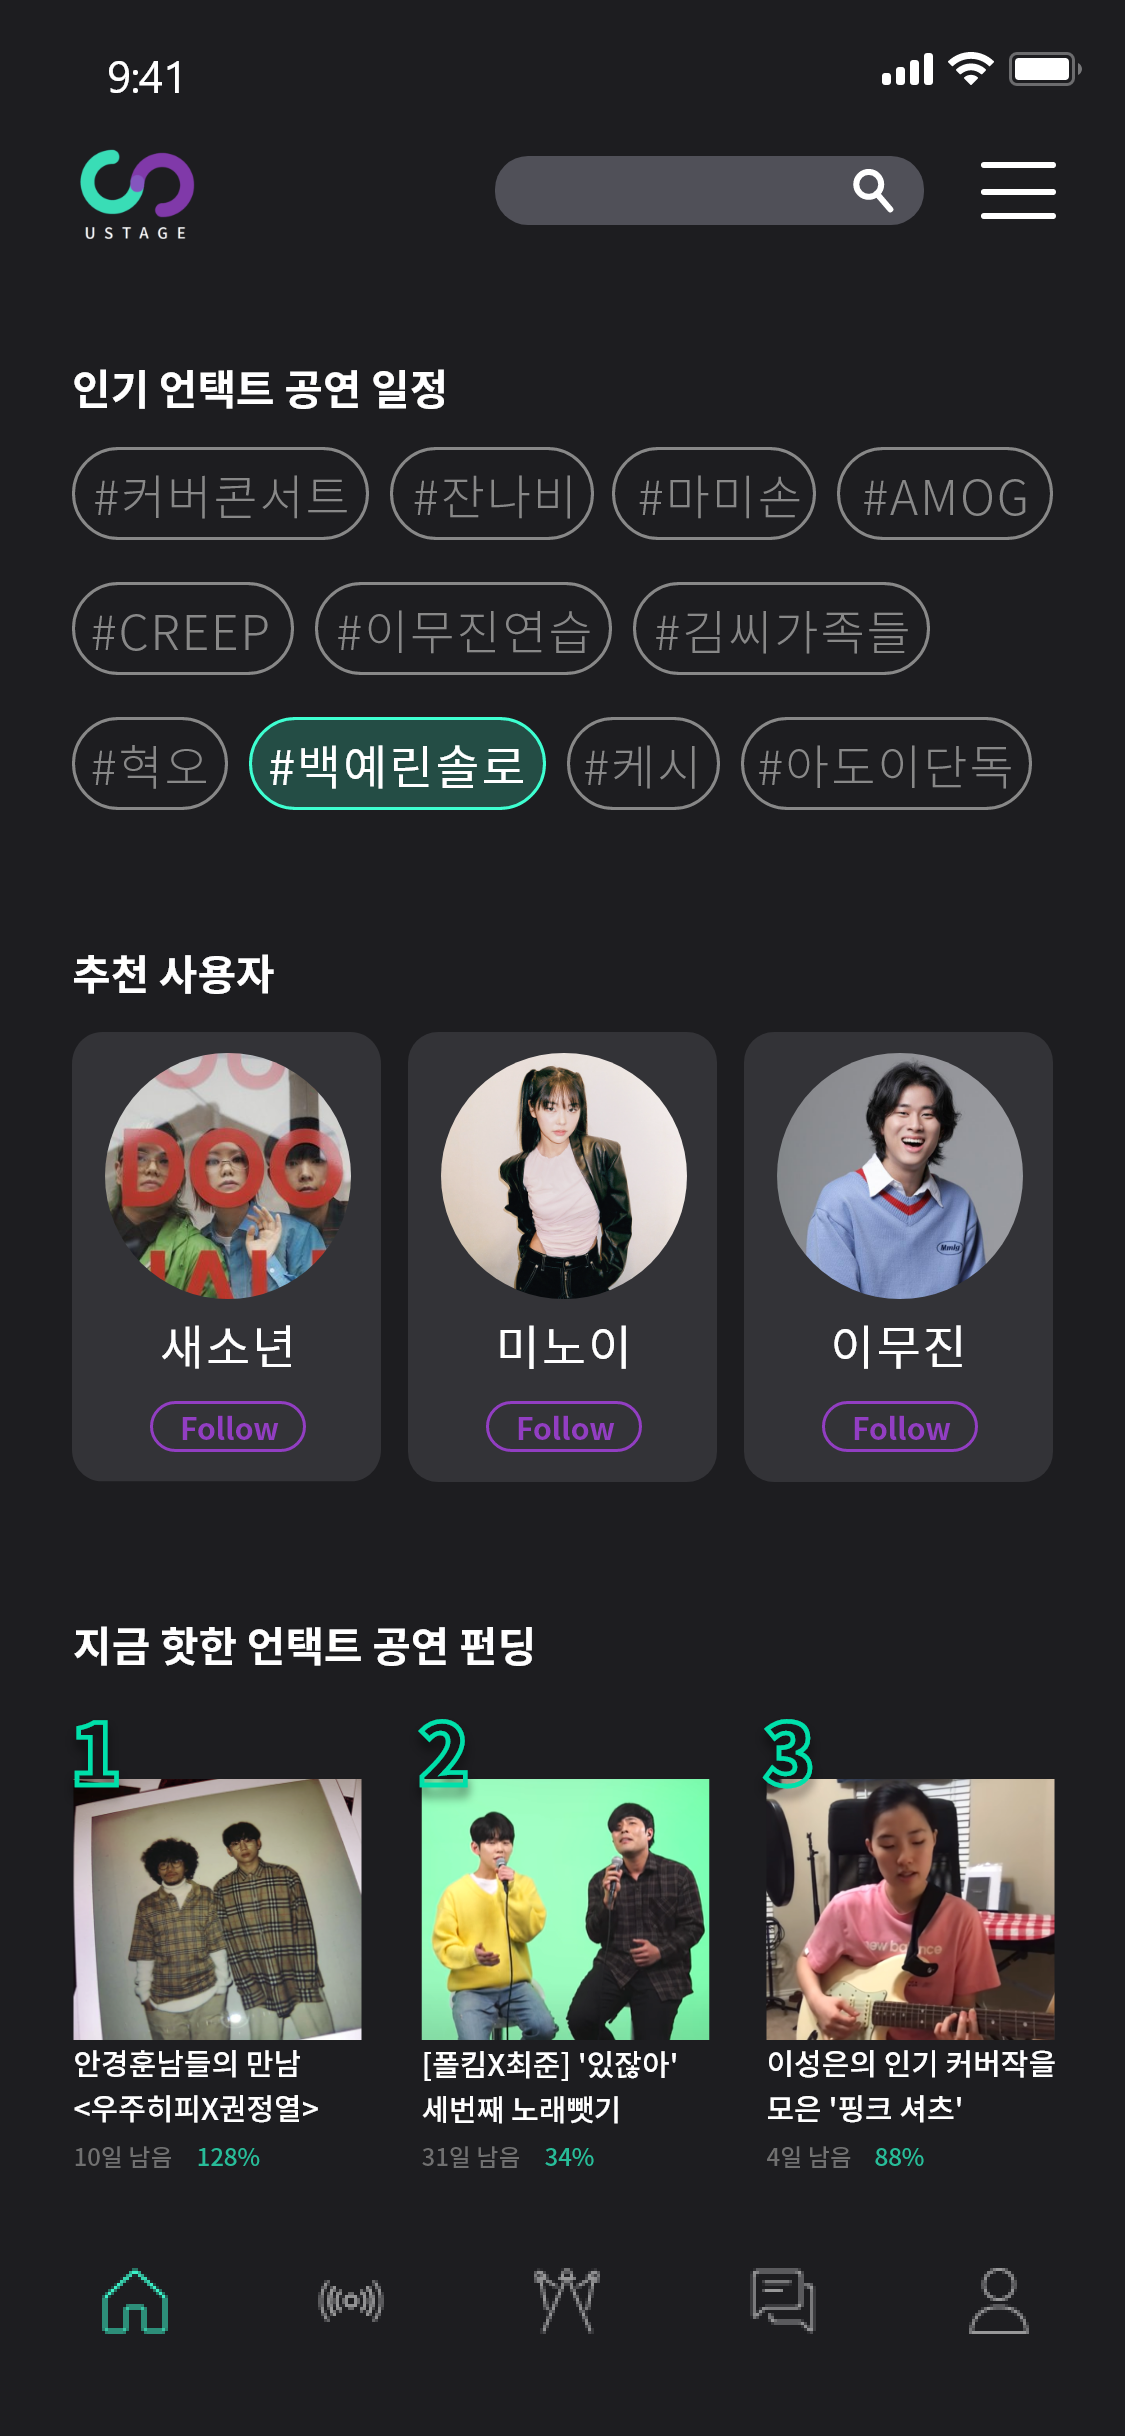 9:41
USTAGE
인기 언택트 공연 일정
#커버콘서트 #잔나비 #마미손 #AMOG
#CREEP #이무진연습 #김씨가족들
#혁오 #백예린솔로 #케시 #아도이단독
추천 사용자
DOO
새소년 미노이 이무진
Follow Follow Follow
지금 핫한 언택트 공연 펀딩
1 2 3
new balance
안경훈남들의 만남
<우주히피X권정열>
10일 남음 128%
[폴킴X최준] '있잖아'
세번째 노래뺏기
31일 남음 34%
이성은의 인기 커버작을
모은 '핑크 셔츠'
4일 남음 88%